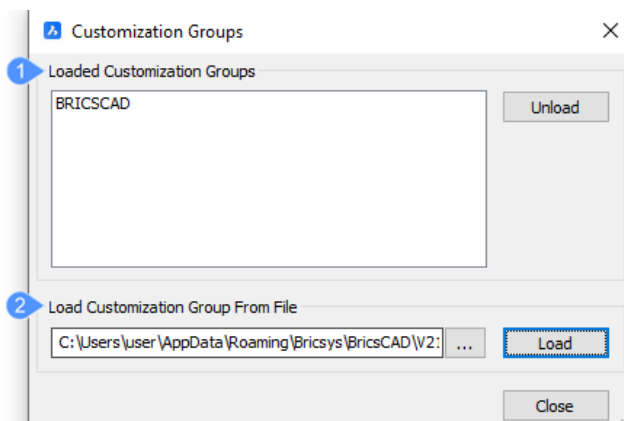 Customization Groups
1
Loaded Customization Groups
BRICSCAD
Unload
2
Load Customization Group From File
C:\Users\user\AppData\Roaming\Bricsys\BricsCAD\V21
...
Load
Close